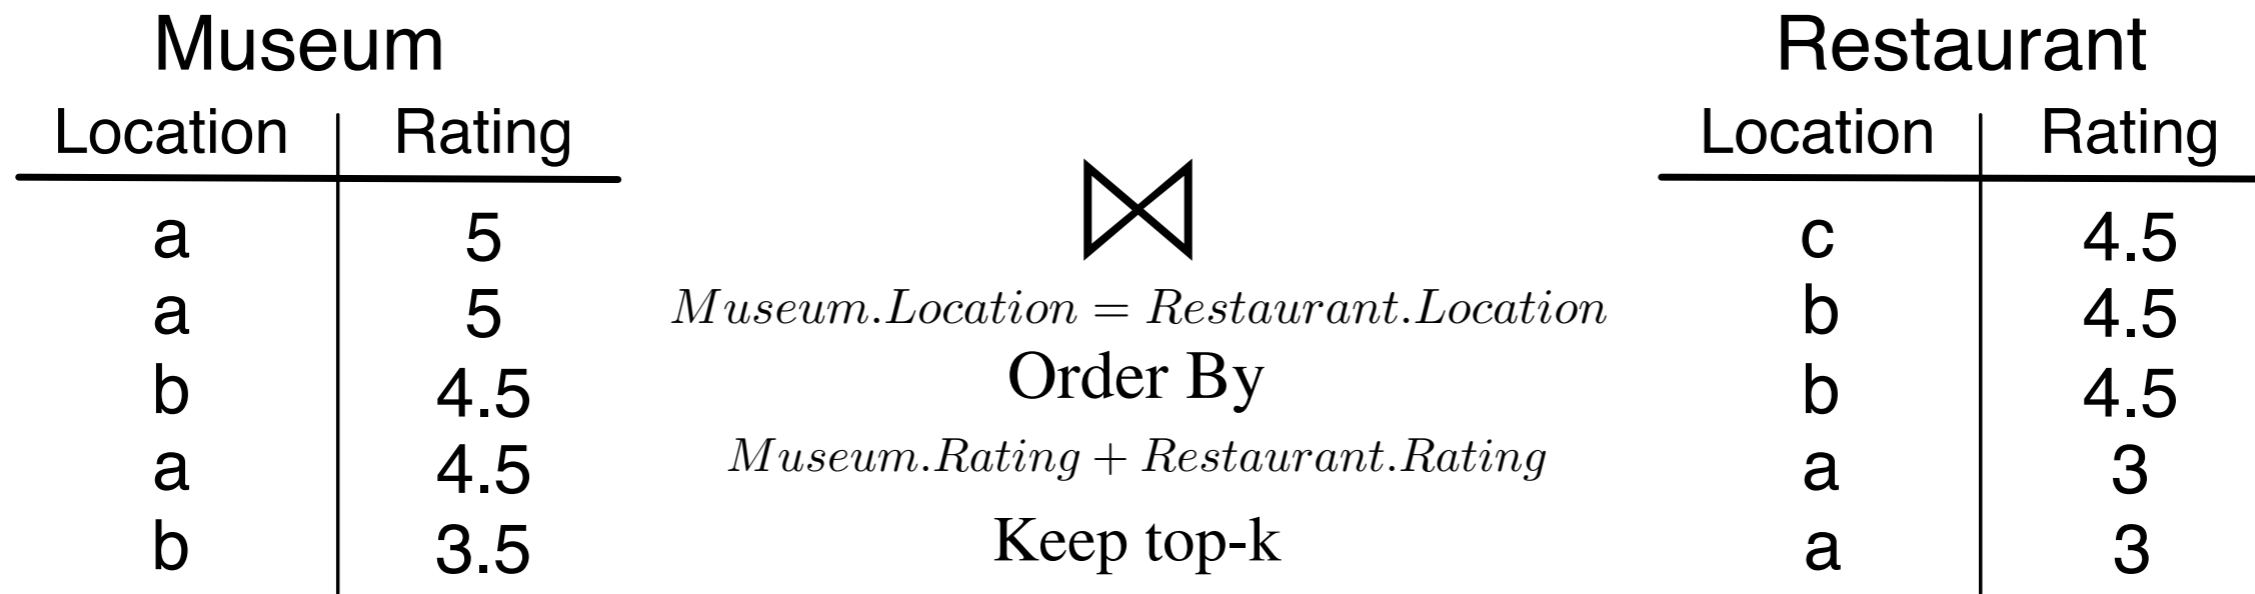 Museum
Location Rating
a 5
a 5
b 4.5
a 4.5
b 3.5
⋈
Museum.Location = Restaurant.Location
Order By
Museum.Rating + Restaurant.Rating
Keep top-k
Restaurant
Location Rating
c 4.5
b 4.5
b 4.5
a 3
a 3